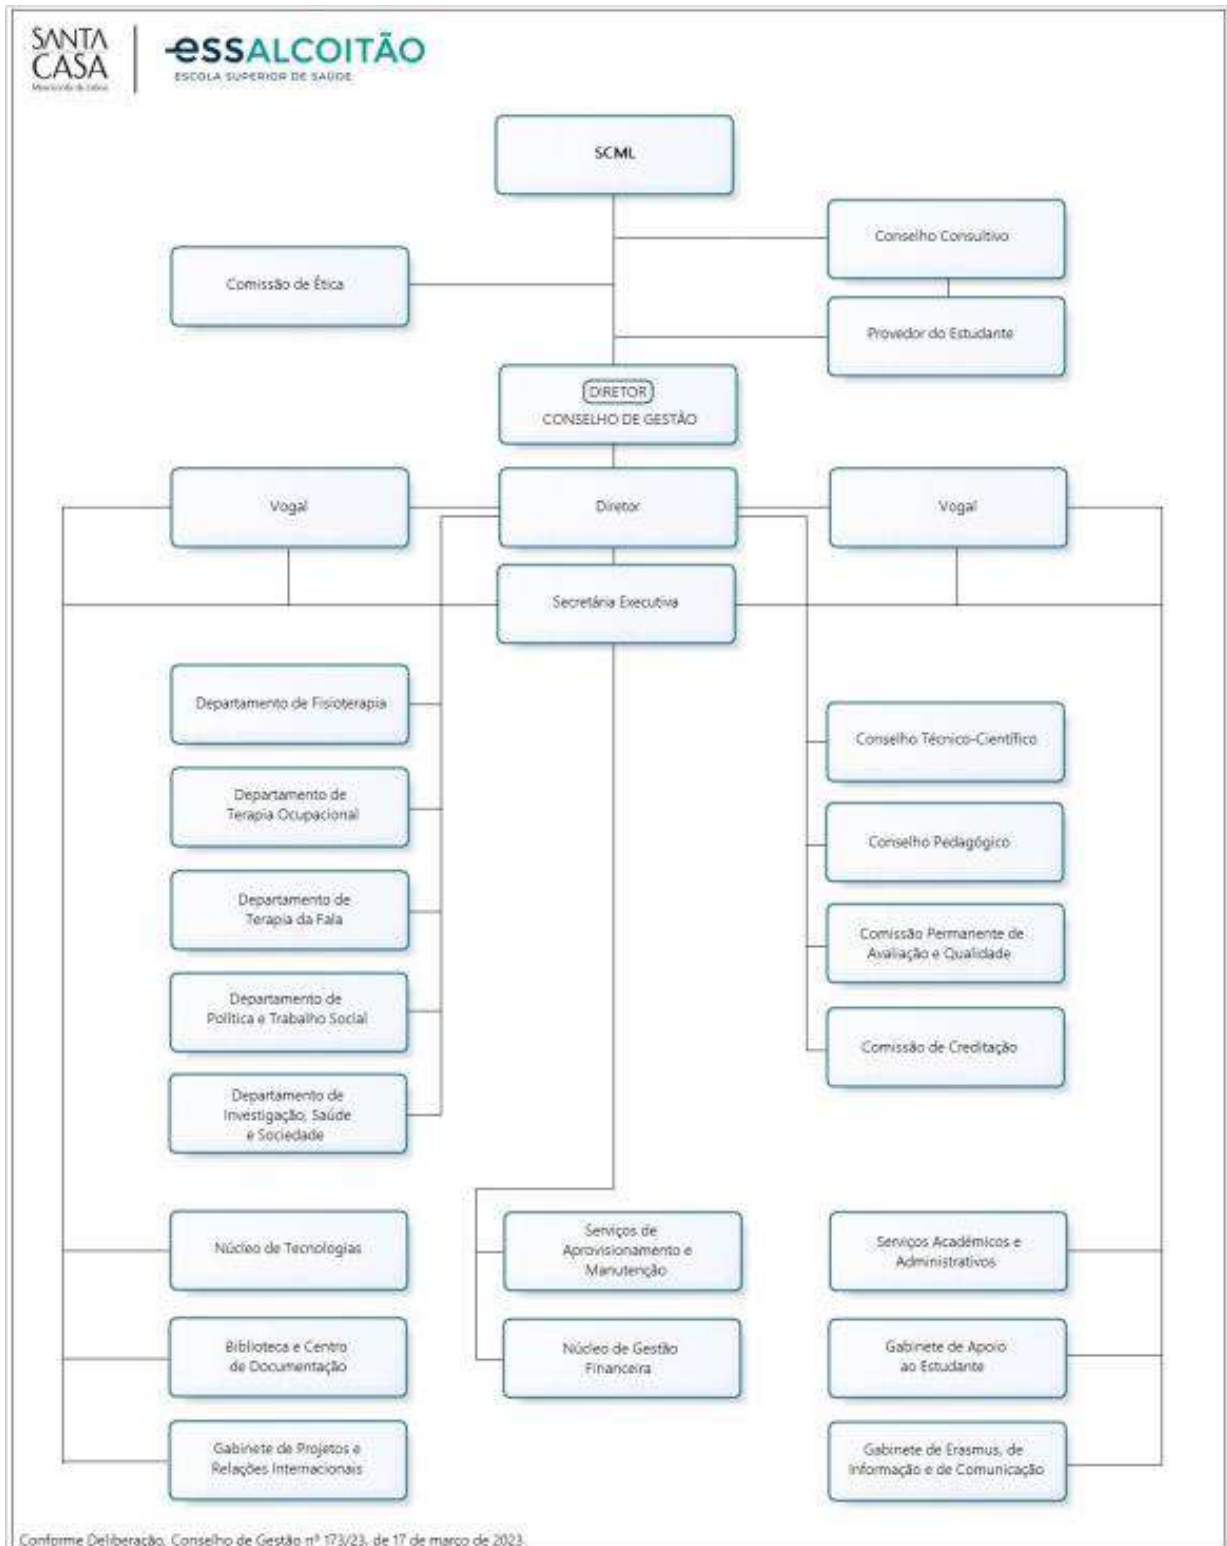 SANTA
CASA
Misericórdia de Lisboa
essALCOITÃO
ESCOLA SUPERIOR DE SAÚDE
SCML
Conselho Consultivo
Comissão de Ética
Provedor do Estudante
DIRETOR
CONSELHO DE GESTÃO
Vogal
Diretor
Vogal
Secretária Executiva
Departamento de Fisioterapia
Conselho Técnico-Científico
Departamento de
Terapia Ocupacional
Conselho Pedagógico
Departamento de
Terapia da Fala
Comissão Permanente de
Avaliação e Qualidade
Departamento de
Política e Trabalho Social
Comissão de Creditação
Departamento de
Investigação, Saúde
e Sociedade
Núcleo de Tecnologias
Serviços de
Aprovisionamento e
Manutenção
Serviços Académicos e
Administrativos
Biblioteca e Centro
de Documentação
Núcleo de Gestão
Financeira
Gabinete de Apoio
ao Estudante
Gabinete de Projetos e
Relações Internacionais
Gabinete de Erasmus, de
Informação e de Comunicação
Conforme Deliberação, Conselho de Gestão nº 173/23, de 17 de março de 2023